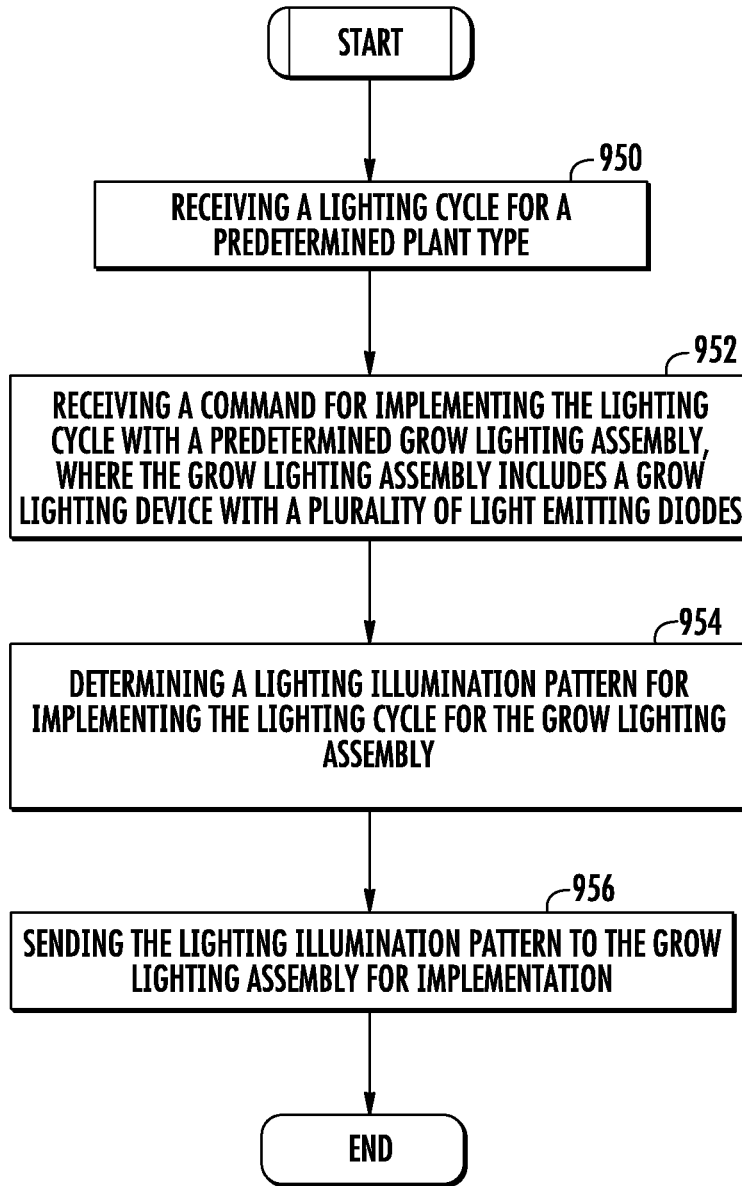 START
950
RECEIVING A LIGHTING CYCLE FOR A
PREDETERMINED PLANT TYPE
952
RECEIVING A COMMAND FOR IMPLEMENTING THE LIGHTING
CYCLE WITH A PREDETERMINED GROW LIGHTING ASSEMBLY,
WHERE THE GROW LIGHTING ASSEMBLY INCLUDES A GROW
LIGHTING DEVICE WITH A PLURALITY OF LIGHT EMITTING DIODES
954
DETERMINING A LIGHTING ILLUMINATION PATTERN FOR
IMPLEMENTING THE LIGHTING CYCLE FOR THE GROW LIGHTING
ASSEMBLY
956
SENDING THE LIGHTING ILLUMINATION PATTERN TO THE GROW
LIGHTING ASSEMBLY FOR IMPLEMENTATION
END